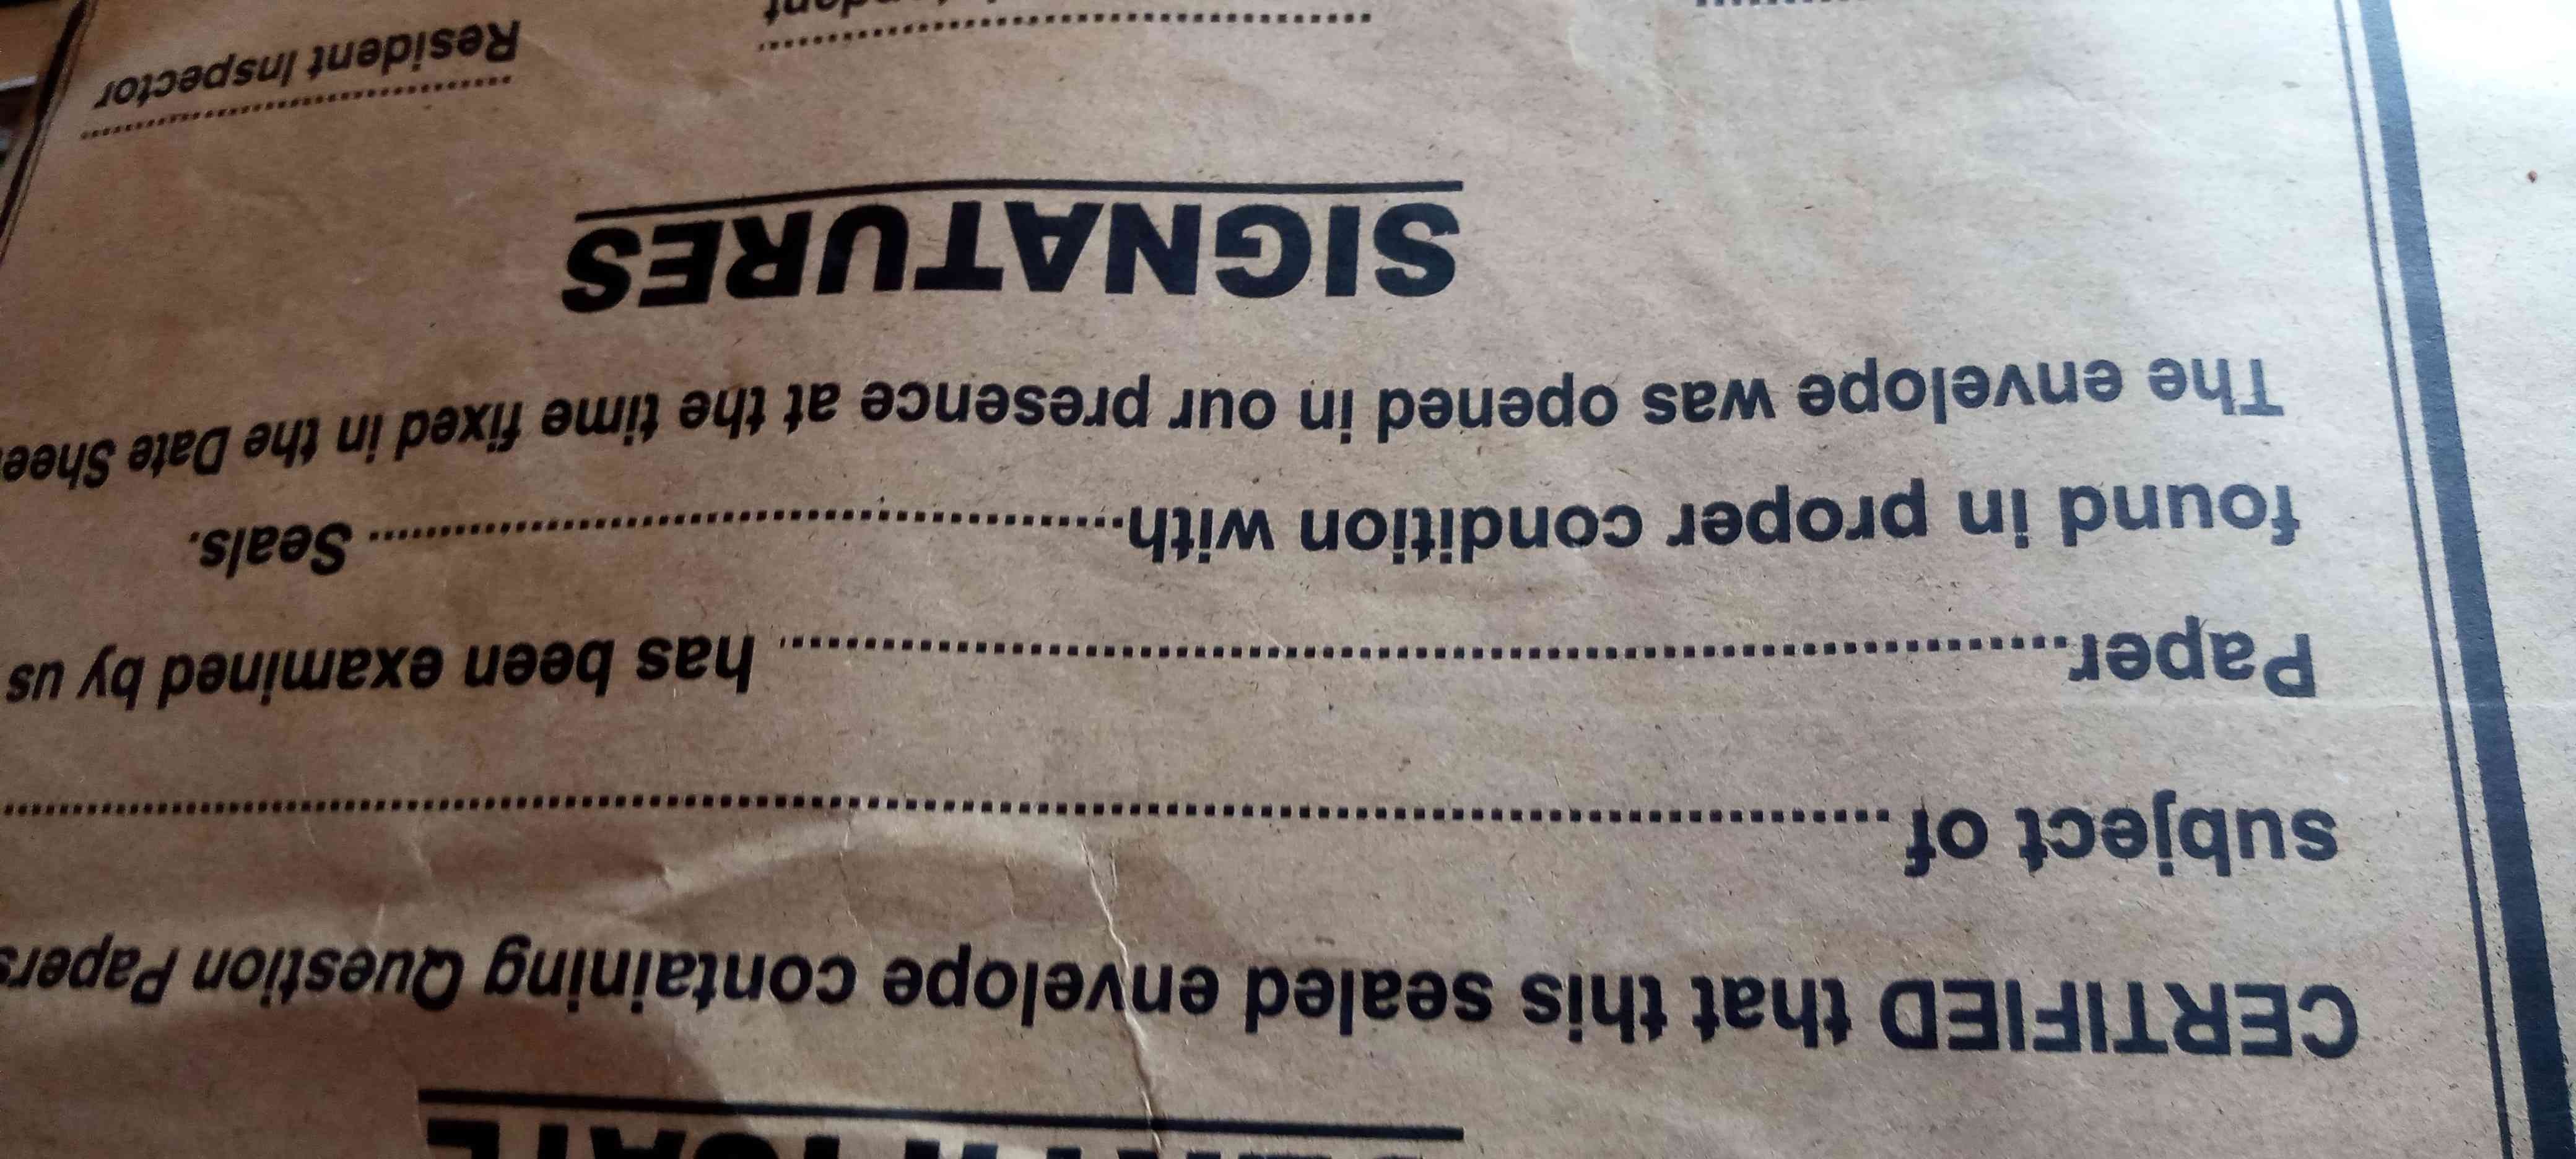 CERTIFICATE
CERTIFIED that this sealed envelope containing Question Papers
subject of ........................................................................
Paper........................................................ has been examined by us
found in proper condition with........................................ Seals.
The envelope was opened in our presence at the time fixed in the Date Shee
SIGNATURES
Resident Inspector